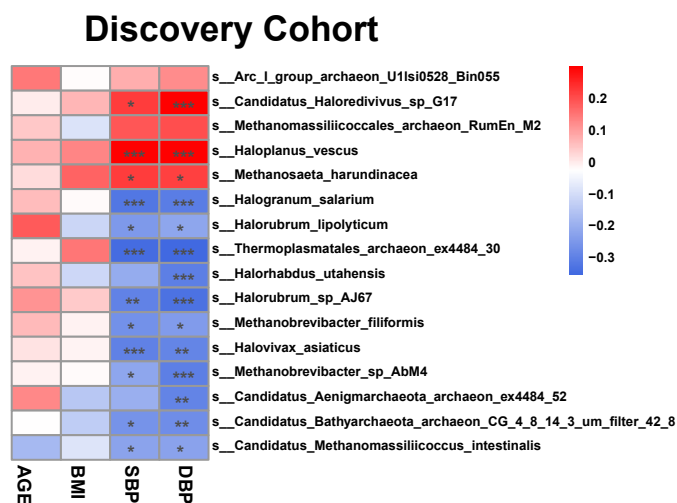 Discovery Cohort
s__Arc_I_group_archaeon_U1lsi0528_Bin055
* *** s__Candidatus_Haloredivivus_sp_G17
s__Methanomassiliicoccales_archaeon_RumEn_M2
*** *** s__Haloplanus_vescus
* * s__Methanosaeta_harundinacea
*** *** s__Halogranum_salarium
* * s__Halorubrum_lipolyticum
*** *** s__Thermoplasmatales_archaeon_ex4484_30
*** s__Halorhabdus_utahensis
** *** s__Halorubrum_sp_AJ67
* * s__Methanobrevibacter_filiformis
*** ** s__Halovivax_asiaticus
* *** s__Methanobrevibacter_sp_AbM4
** s__Candidatus_Aenigmarchaeota_archaeon_ex4484_52
* ** s__Candidatus_Bathyarchaeota_archaeon_CG_4_8_14_3_um_filter_42_8
* * s__Candidatus_Methanomassiliicoccus_intestinalis
AGE BMI SBP DBP
0.2
0.1
0
−0.1
−0.2
−0.3